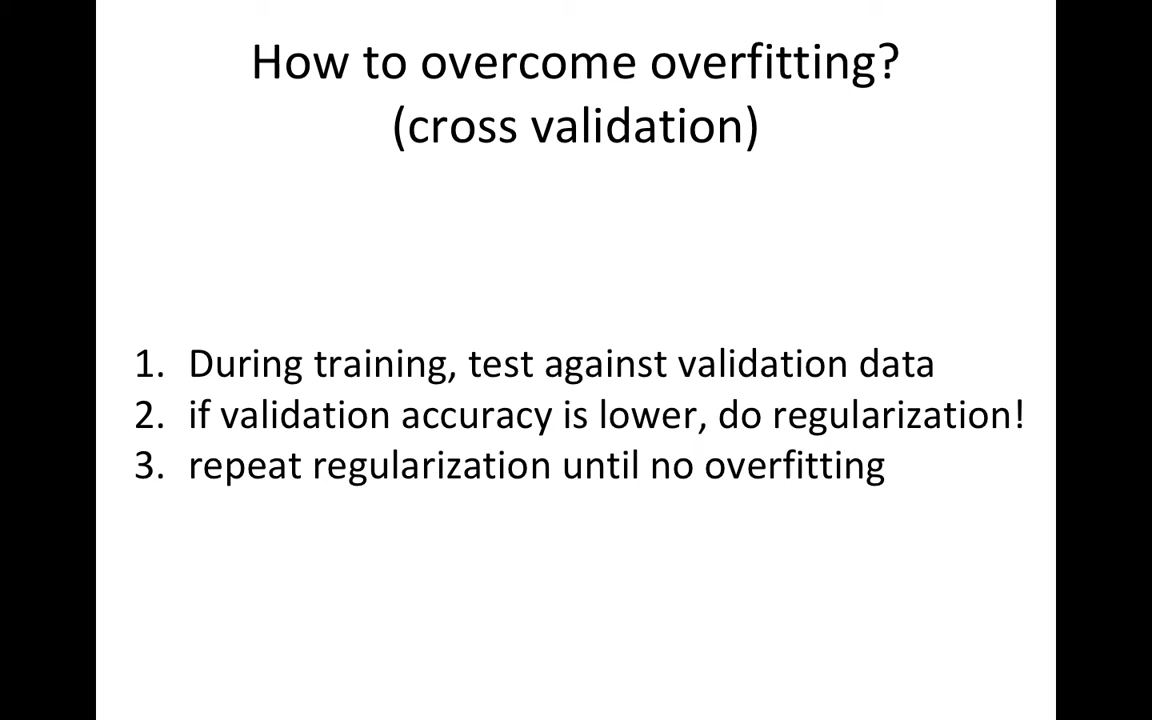 How to overcome overfitting?
(cross validation)
1. During training, test against validation data
2. if validation accuracy is lower, do regularization!
3. repeat regularization until no overfitting